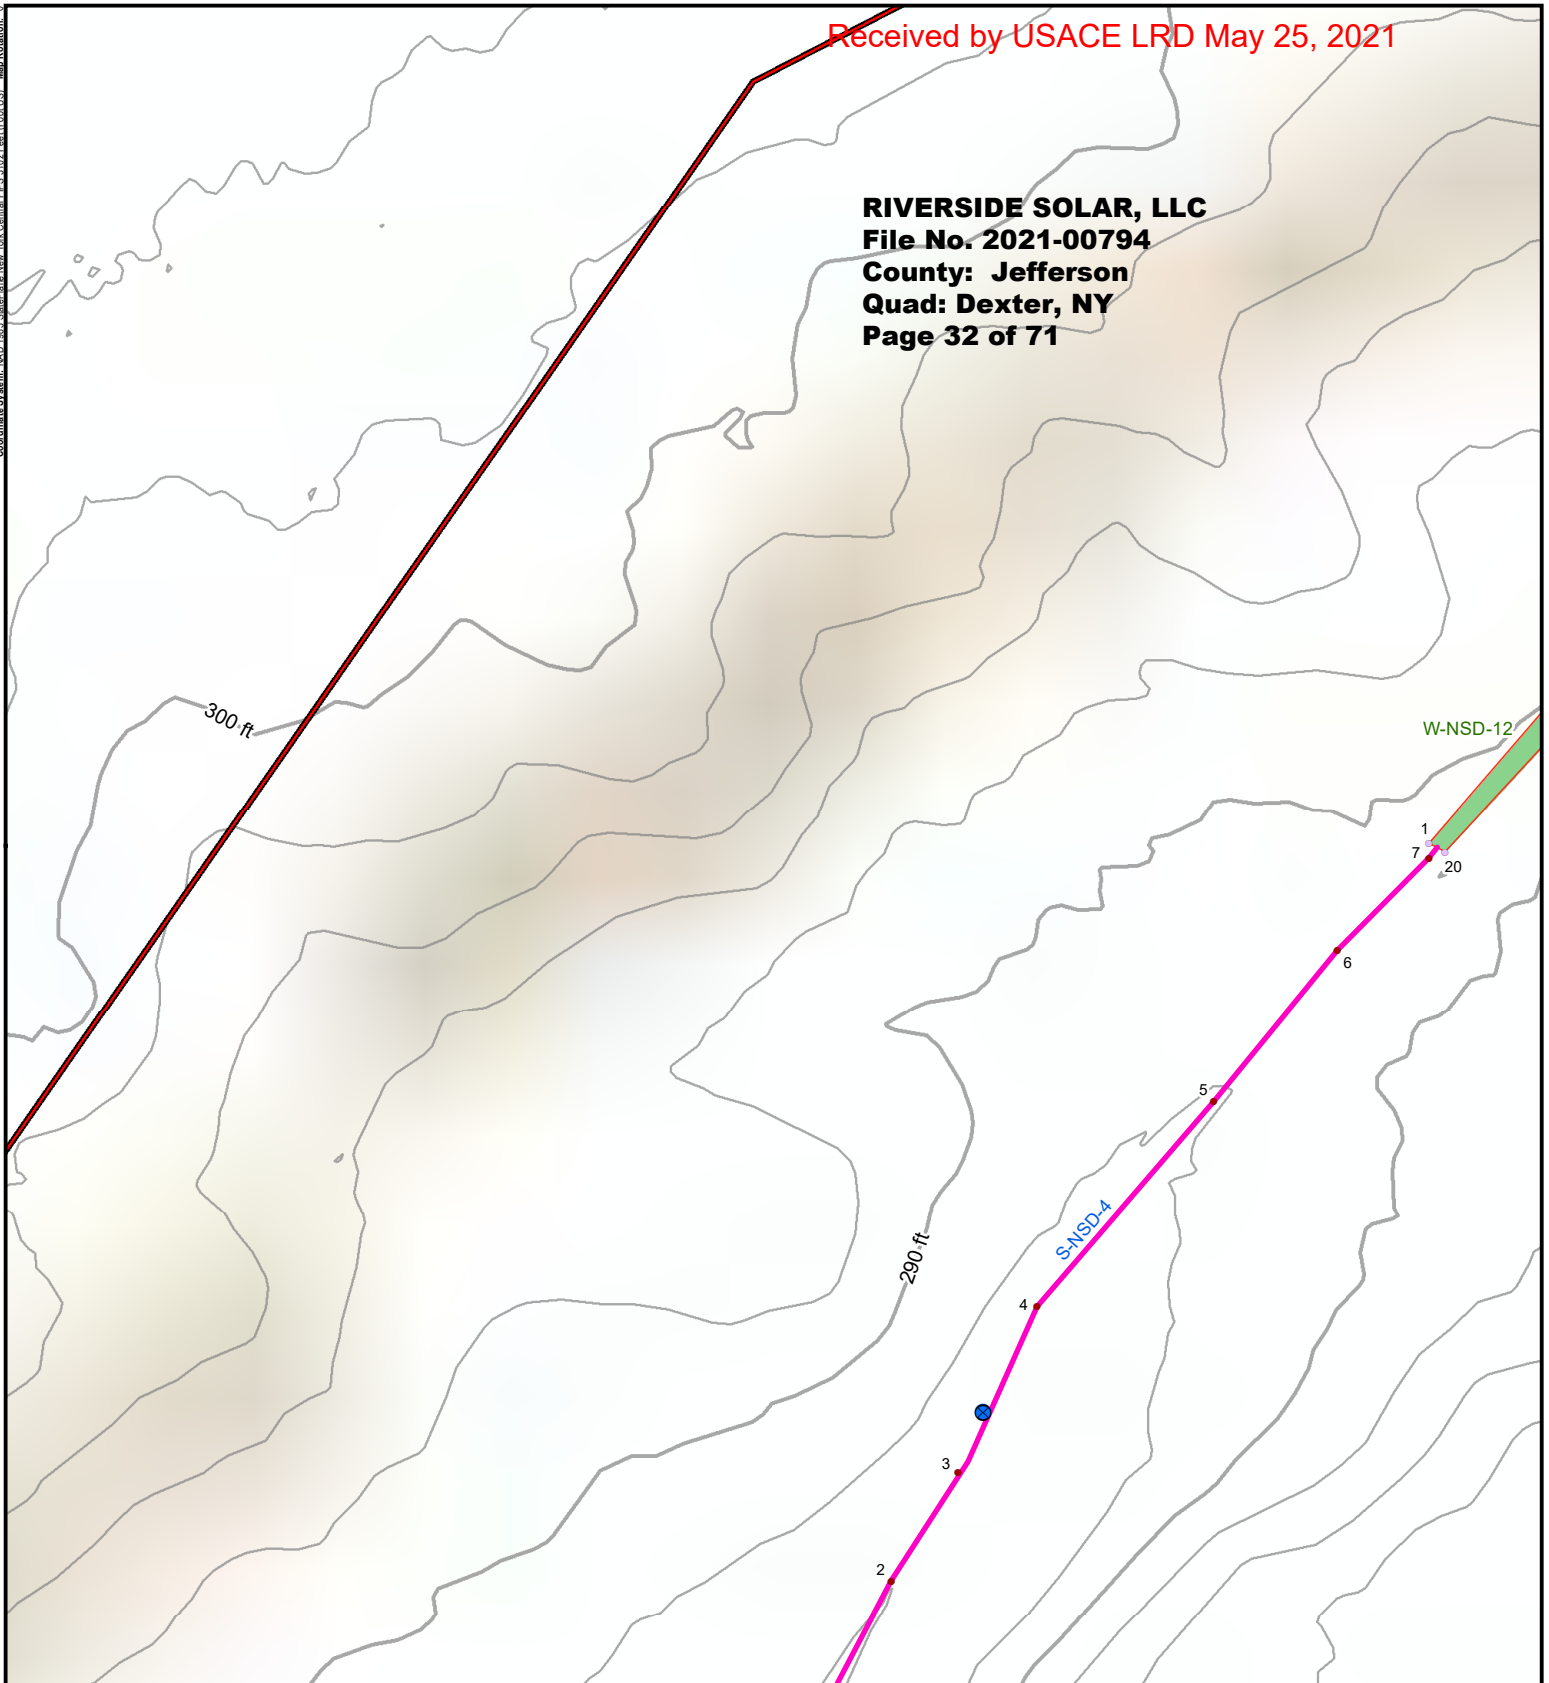 Received by USACE LRD May 25, 2021
RIVERSIDE SOLAR, LLC
File No. 2021-00794
County: Jefferson
Quad: Dexter, NY
Page 32 of 71
300 ft
W-NSD-12
1
7
20
6
5
S-NSD-4
290 ft
4
3
2